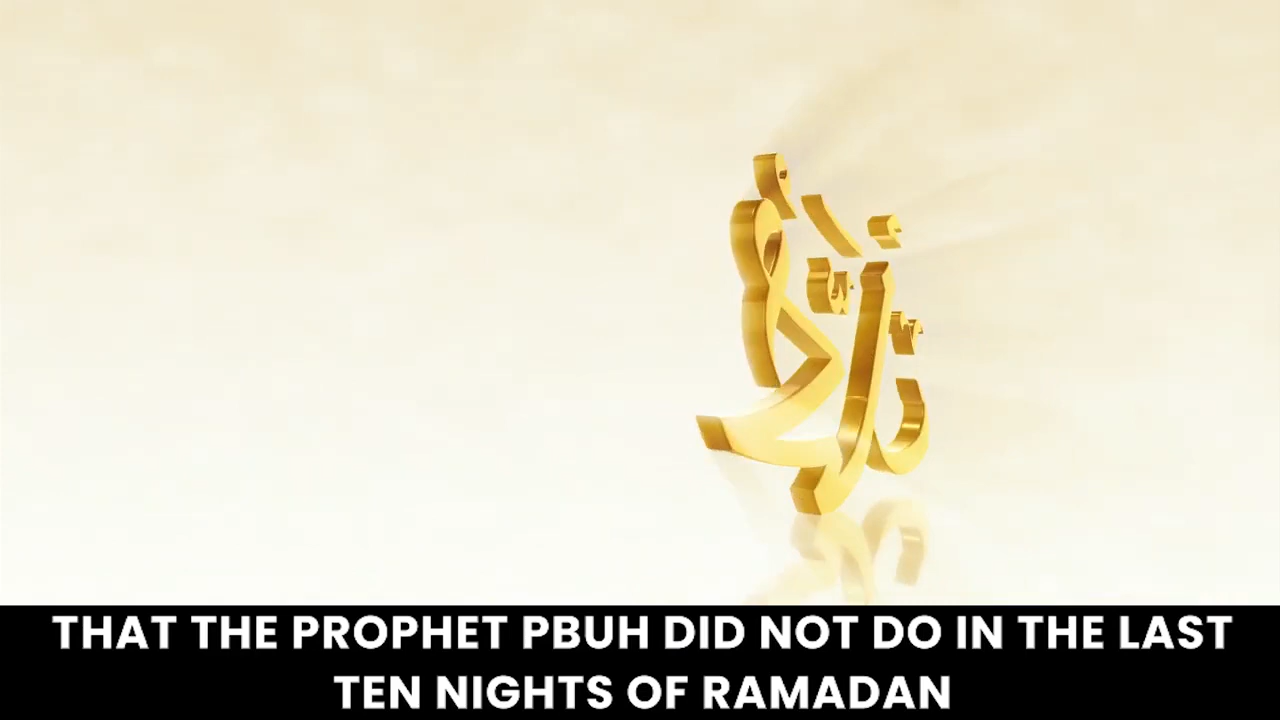 THAT THE PROPHET PBUH DID NOT DO IN THE LAST
TEN NIGHTS OF RAMADAN